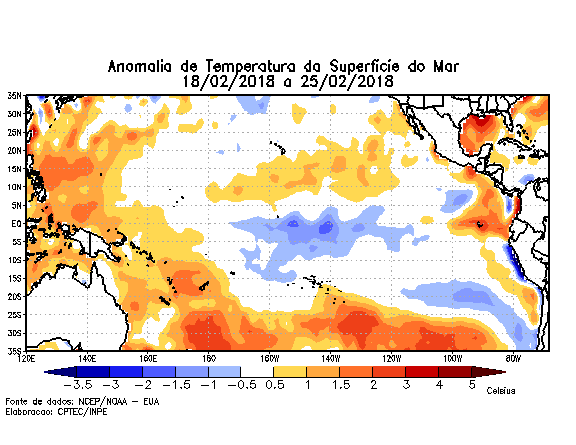 Anomalia de Temperatura da Superfície do Mar
18/02/2018 a 25/02/2018
35N
30N
25N
20N
15N
10N
5N
EQ
5S
10S
15S
20S
25S
30S
35S
120E 140E 160E 180 160W 140W 120W 100W 80W
−3.5 −3 −2 −1.5 −1 −0.5 0.5 1 1.5 2 3 4 5
Celsius
Fonte de dados: NCEP/NOAA − EUA
Elaboracao: CPTEC/INPE